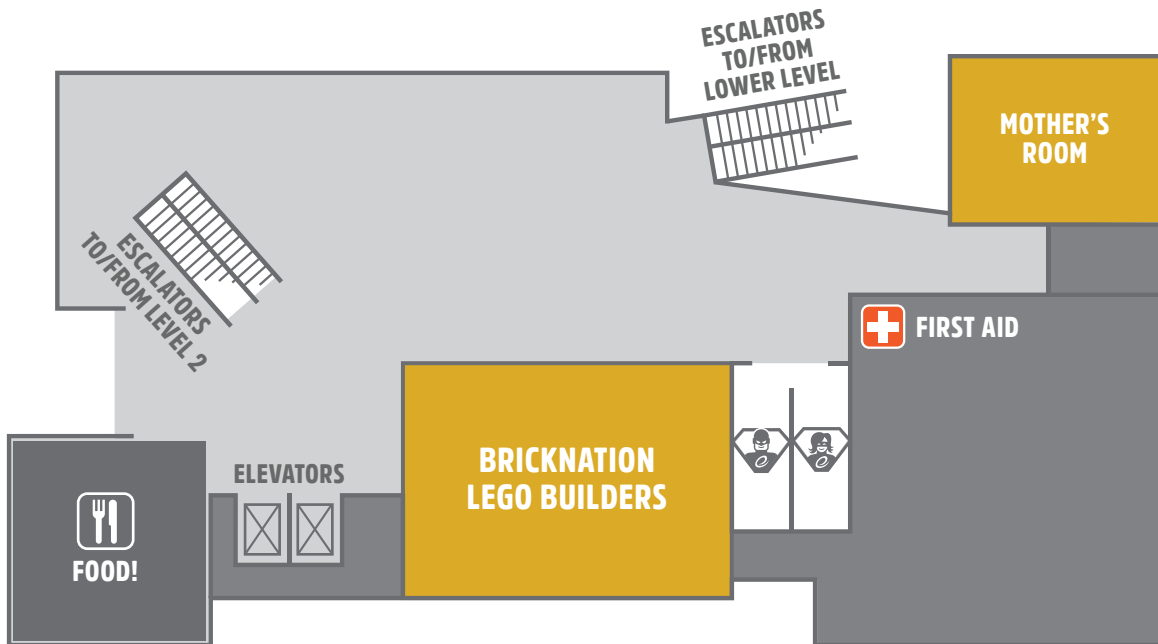 ESCALATORS
TO/FROM
LOWER LEVEL
MOTHER'S
ROOM
ESCALATORS
TO/FROM LEVEL 2
FIRST AID
BRICKNATION
LEGO BUILDERS
ELEVATORS
FOOD!